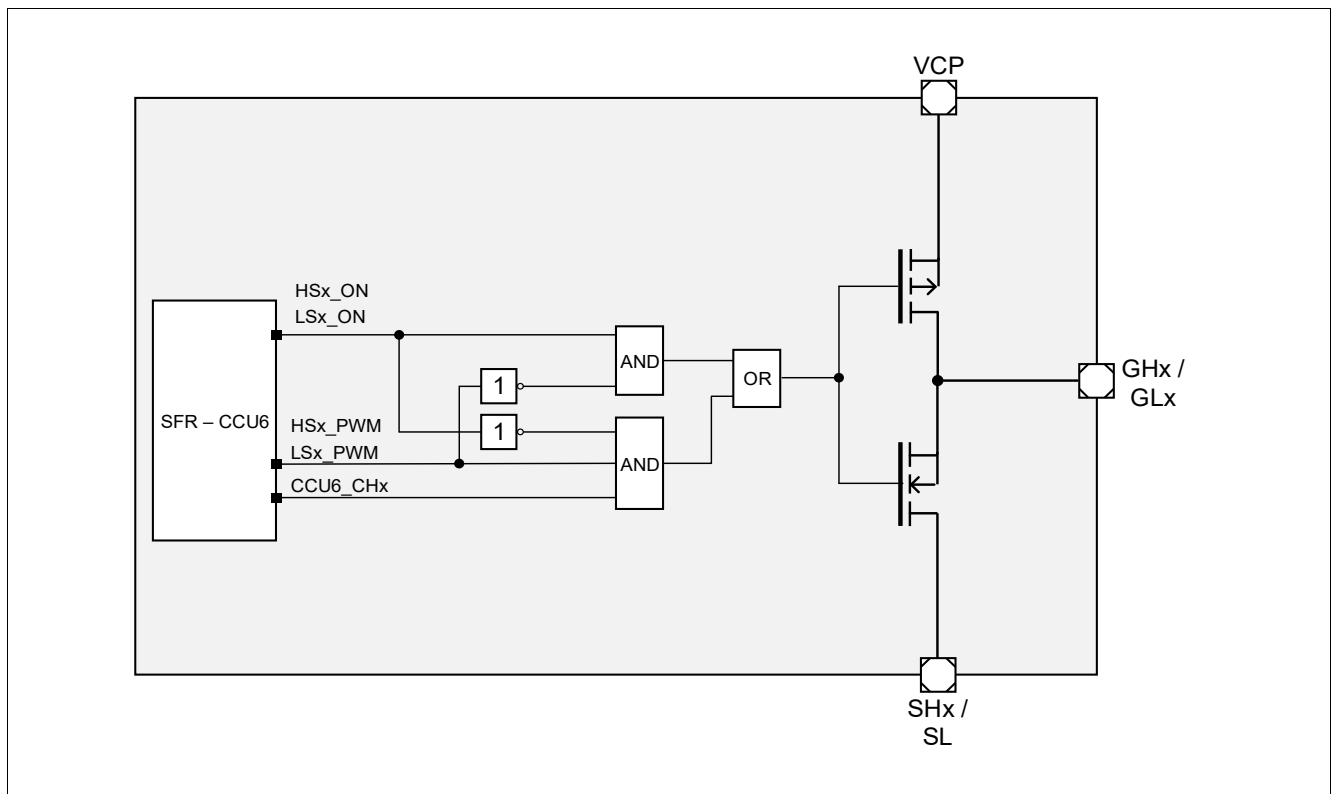 VCP
HSx_ON
LSx_ON
AND
OR
1
GHx /
GLx
SFR – CCU6
HSx_PWM
1
LSx_PWM
AND
CCU6_CHx
SHx /
SL